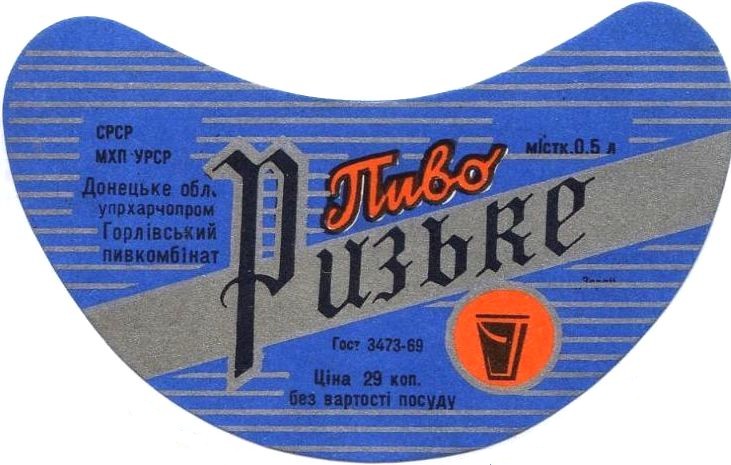 СРСР
МХП УРСР
Донецьке обл.
упрхарчопром
Горлівський
пивкомбінат
Пиво
Ризьке
містк.0.5 л
Гост 3473-69
Ціна 29 коп.
без вартості посуду